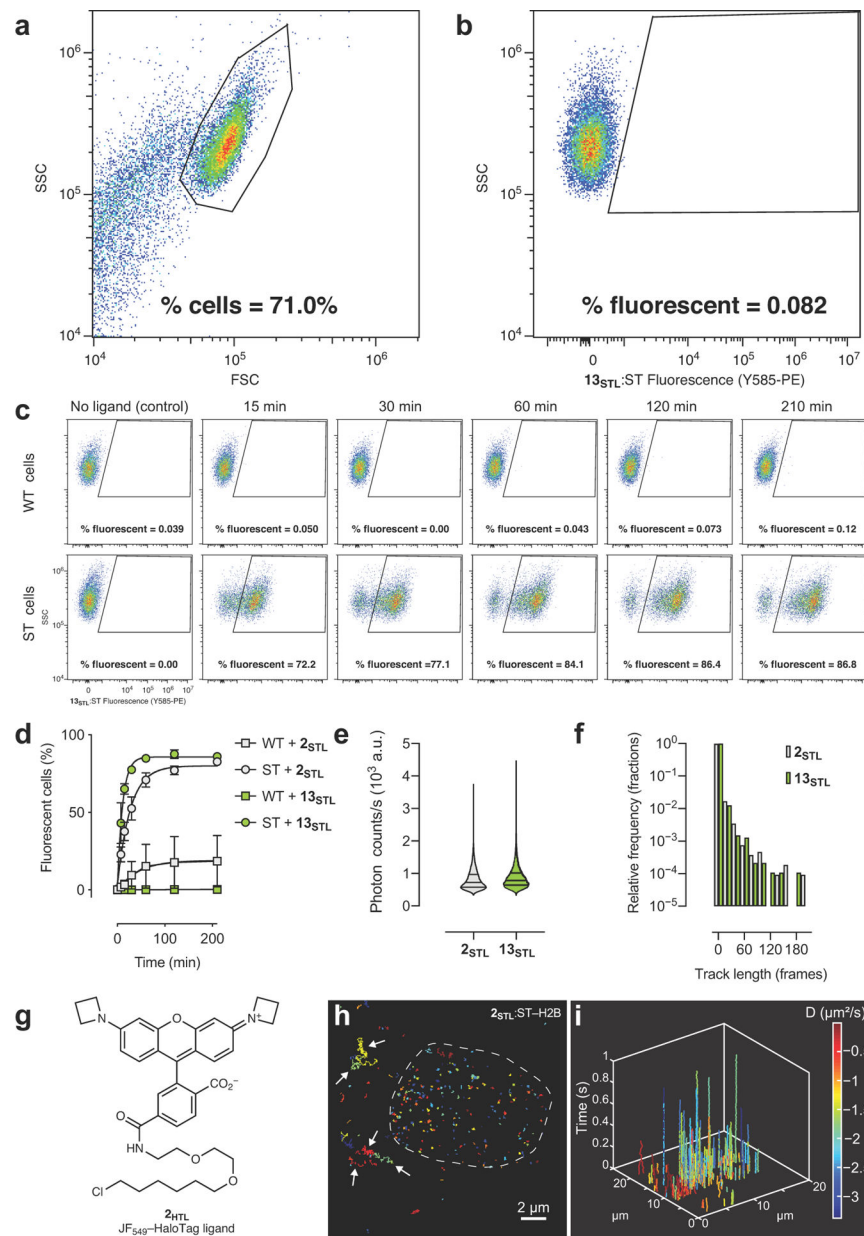 a
SSC
10⁶
10⁵
10⁴
% cells = 71.0%
10⁴ 10⁵ 10⁶
FSC
b
SSC
10⁶
10⁵
10⁴
% fluorescent = 0.082
0 10⁴ 10⁵ 10⁶ 10⁷
13STL:ST Fluorescence (Y585-PE)
c
No ligand (control) 15 min 30 min 60 min 120 min 210 min
WT cells
% fluorescent = 0.039 % fluorescent = 0.050 % fluorescent = 0.00 % fluorescent = 0.043 % fluorescent = 0.073 % fluorescent = 0.12
ST cells
SSC
10⁶
10⁵
10⁴
% fluorescent = 0.00 % fluorescent = 72.2 % fluorescent =77.1 % fluorescent = 84.1 % fluorescent = 86.4 % fluorescent = 86.8
0 10⁴ 10⁵ 10⁶ 10⁷
13STL:ST Fluorescence (Y585-PE)
d
Fluorescent cells (%)
100
50
0
0 100 200
Time (min)
WT + 2STL
ST + 2STL
WT + 13STL
ST + 13STL
e
Photon counts/s (10³ a.u.)
5
4
3
2
1
0
2STL 13STL
f
Relative frequency (fractions)
10⁰
10⁻¹
10⁻²
10⁻³
10⁻⁴
10⁻⁵
2STL
13STL
0 60 120 180
Track length (frames)
g
N
O
N⁺
CO₂⁻
O
HN
O
O
Cl
2HTL
JF549–HaloTag ligand
h
2STL:ST–H2B
2 µm
i
D (µm²/s)
Time (s)
1
0.8
0.6
0.4
0.2
0
20
10
0
µm
0
10
20
µm